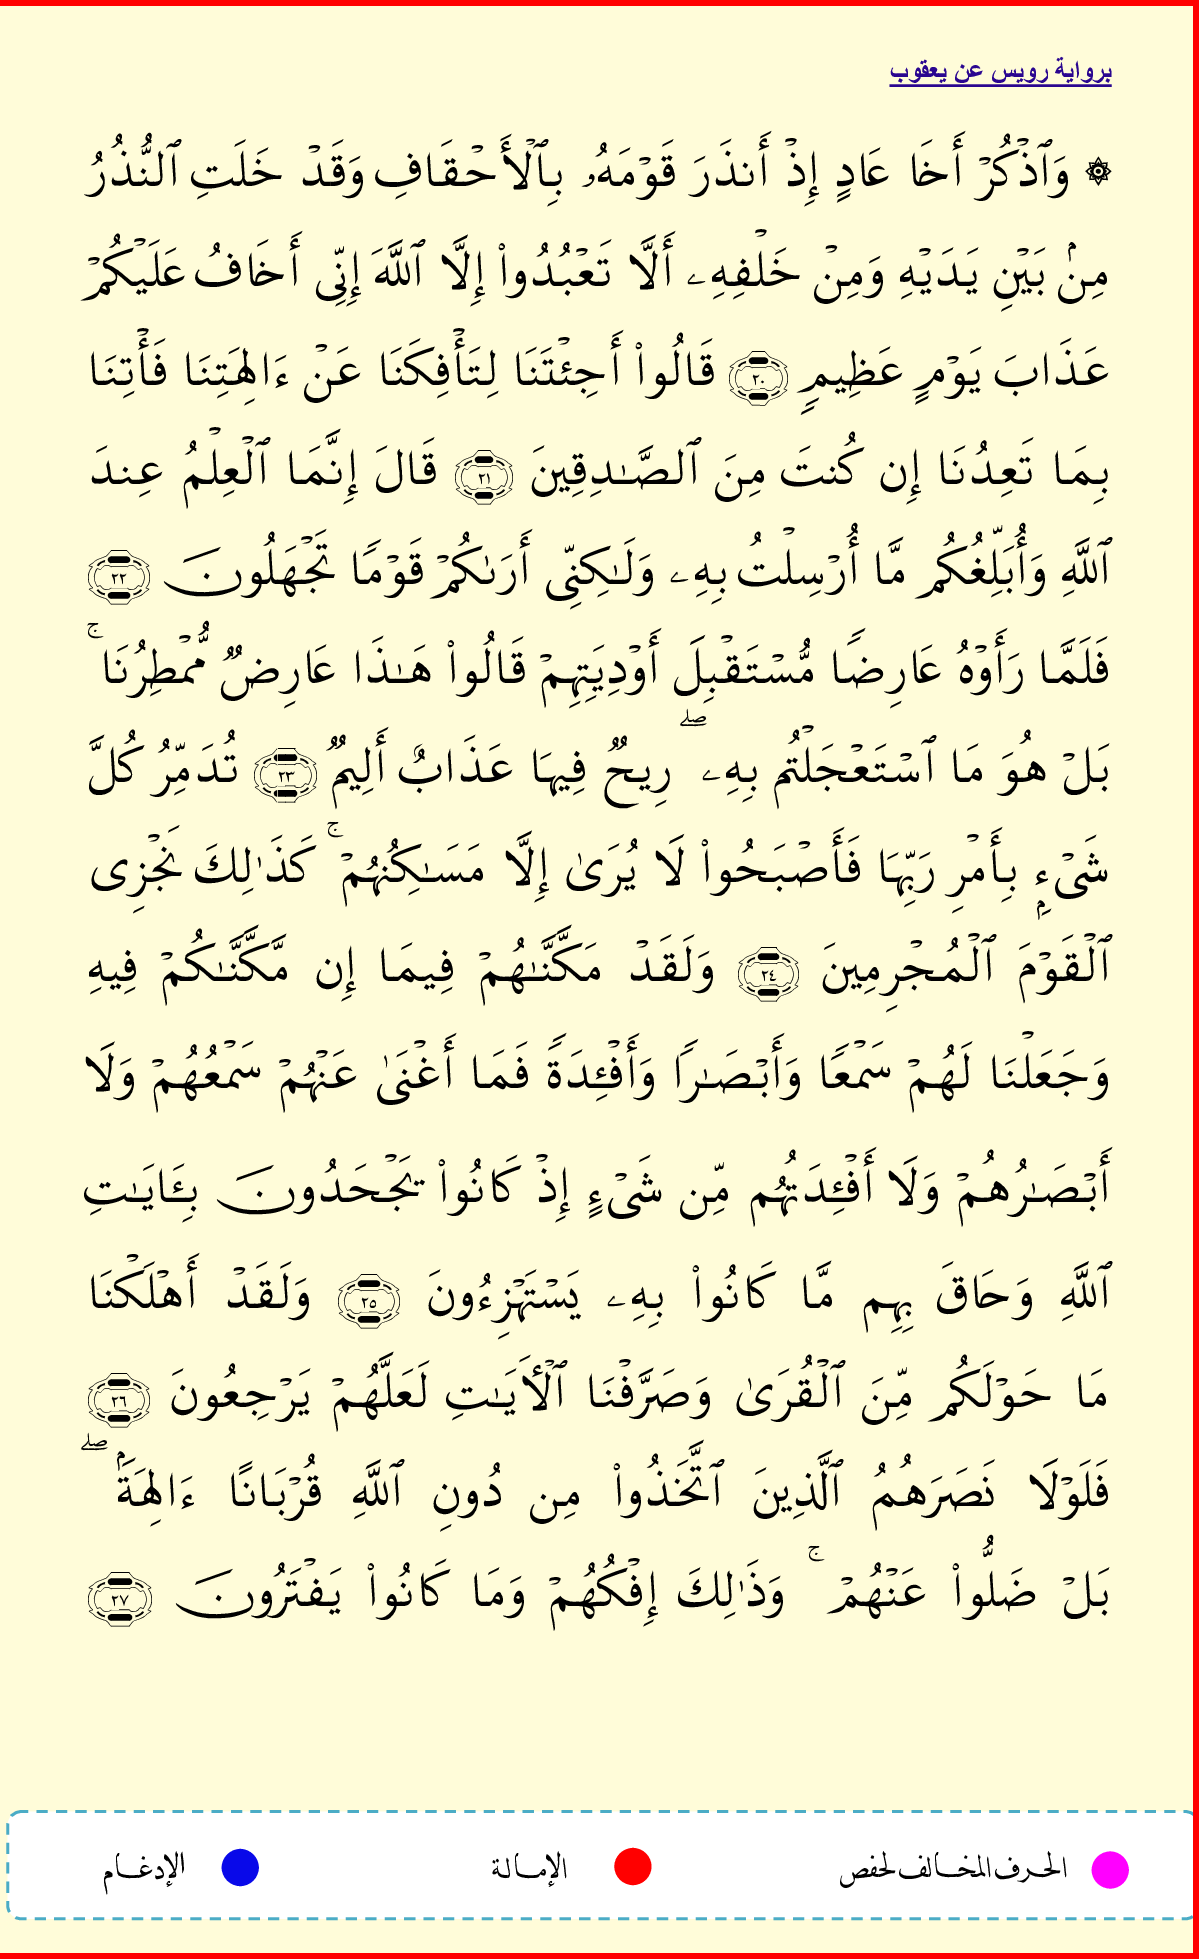 برواية رويس عن يعقوب
۞ وَٱذۡكُرۡ أَخَا عَادٍ إِذۡ أَنذَرَ قَوۡمَهُۥ بِٱلۡأَحۡقَافِ وَقَدۡ خَلَتِ ٱلنُّذُرُ
مِنۢ بَيۡنِ يَدَيۡهِ وَمِنۡ خَلۡفِهِۦ أَلَّا تَعۡبُدُواْ إِلَّا ٱللَّهَ إِنِّى أَخَافُ عَلَيۡكُمۡ
عَذَابَ يَوۡمٍ عَظِيمٍ ٢٠ قَالُواْ أَجِئۡتَنَا لِتَأۡفِكَنَا عَنۡ ءَالِهَتِنَا فَأۡتِنَا
بِمَا تَعِدُنَا إِن كُنتَ مِنَ ٱلصَّٰدِقِينَ ٢١ قَالَ إِنَّمَا ٱلۡعِلۡمُ عِندَ
ٱللَّهِ وَأُبَلِّغُكُم مَّا أُرۡسِلۡتُ بِهِۦ وَلَٰكِنِّى أَرَىٰكُمۡ قَوۡمًا تَجۡهَلُونَ ٢٢
فَلَمَّا رَأَوۡهُ عَارِضًا مُّسۡتَقۡبِلَ أَوۡدِيَتِهِمۡ قَالُواْ هَٰذَا عَارِضٌ مُّمۡطِرُنَا ۚ
بَلۡ هُوَ مَا ٱسۡتَعۡجَلۡتُم بِهِۦ ۖ رِيحٌ فِيهَا عَذَابٌ أَلِيمٌ ٢٣ تُدَمِّرُ كُلَّ
شَىۡءِۭ بِأَمۡرِ رَبِّهَا فَأَصۡبَحُواْ لَا يُرَىٰ إِلَّا مَسَٰكِنُهُمۡ ۚ كَذَٰلِكَ نَجۡزِى
ٱلۡقَوۡمَ ٱلۡمُجۡرِمِينَ ٢٤ وَلَقَدۡ مَكَّنَّٰهُمۡ فِيمَا إِن مَّكَّنَّٰكُمۡ فِيهِ
وَجَعَلۡنَا لَهُمۡ سَمۡعًا وَأَبۡصَٰرًا وَأَفۡـِٔدَةً فَمَا أَغۡنَىٰ عَنۡهُمۡ سَمۡعُهُمۡ وَلَا
أَبۡصَٰرُهُمۡ وَلَا أَفۡـِٔدَتُهُم مِّن شَىۡءٍ إِذۡ كَانُواْ يَجۡحَدُونَ بِـَٔايَٰتِ
ٱللَّهِ وَحَاقَ بِهِم مَّا كَانُواْ بِهِۦ يَسۡتَهۡزِءُونَ ٢٥ وَلَقَدۡ أَهۡلَكۡنَا
مَا حَوۡلَكُم مِّنَ ٱلۡقُرَىٰ وَصَرَّفۡنَا ٱلۡأٓيَٰتِ لَعَلَّهُمۡ يَرۡجِعُونَ ٢٦
فَلَوۡلَا نَصَرَهُمُ ٱلَّذِينَ ٱتَّخَذُواْ مِن دُونِ ٱللَّهِ قُرۡبَانًا ءَالِهَةَۢ ۖ
بَلۡ ضَلُّواْ عَنۡهُمۡ ۚ وَذَٰلِكَ إِفۡكُهُمۡ وَمَا كَانُواْ يَفۡتَرُونَ ٢٧
الحرف المخالف لحفص الإمالة الإدغام